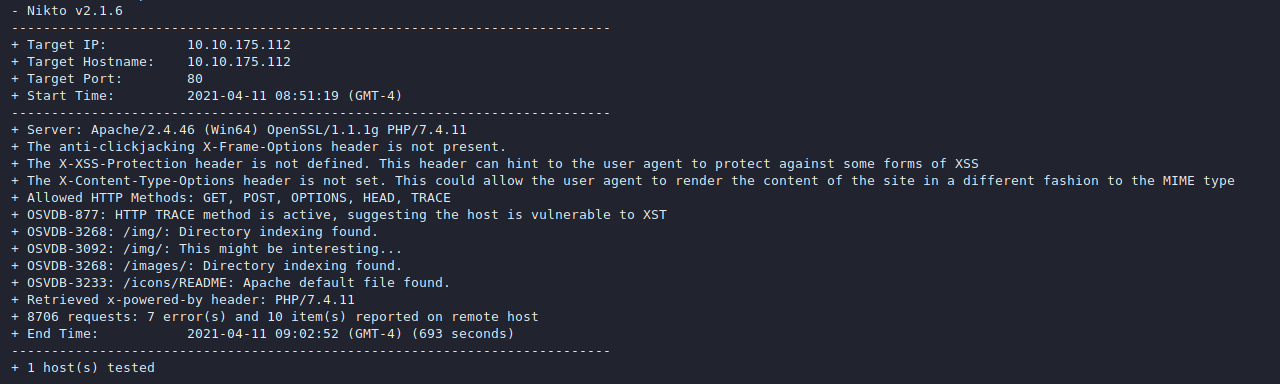 - Nikto v2.1.6
---------------------------------------------------------------------------
+ Target IP:          10.10.175.112
+ Target Hostname:    10.10.175.112
+ Target Port:        80
+ Start Time:         2021-04-11 08:51:19 (GMT-4)
---------------------------------------------------------------------------
+ Server: Apache/2.4.46 (Win64) OpenSSL/1.1.1g PHP/7.4.11
+ The anti-clickjacking X-Frame-Options header is not present.
+ The X-XSS-Protection header is not defined. This header can hint to the user agent to protect against some forms of XSS
+ The X-Content-Type-Options header is not set. This could allow the user agent to render the content of the site in a different fashion to the MIME type
+ Allowed HTTP Methods: GET, POST, OPTIONS, HEAD, TRACE
+ OSVDB-877: HTTP TRACE method is active, suggesting the host is vulnerable to XST
+ OSVDB-3268: /img/: Directory indexing found.
+ OSVDB-3092: /img/: This might be interesting...
+ OSVDB-3268: /images/: Directory indexing found.
+ OSVDB-3233: /icons/README: Apache default file found.
+ Retrieved x-powered-by header: PHP/7.4.11
+ 8706 requests: 7 error(s) and 10 item(s) reported on remote host
+ End Time:           2021-04-11 09:02:52 (GMT-4) (693 seconds)
---------------------------------------------------------------------------
+ 1 host(s) tested